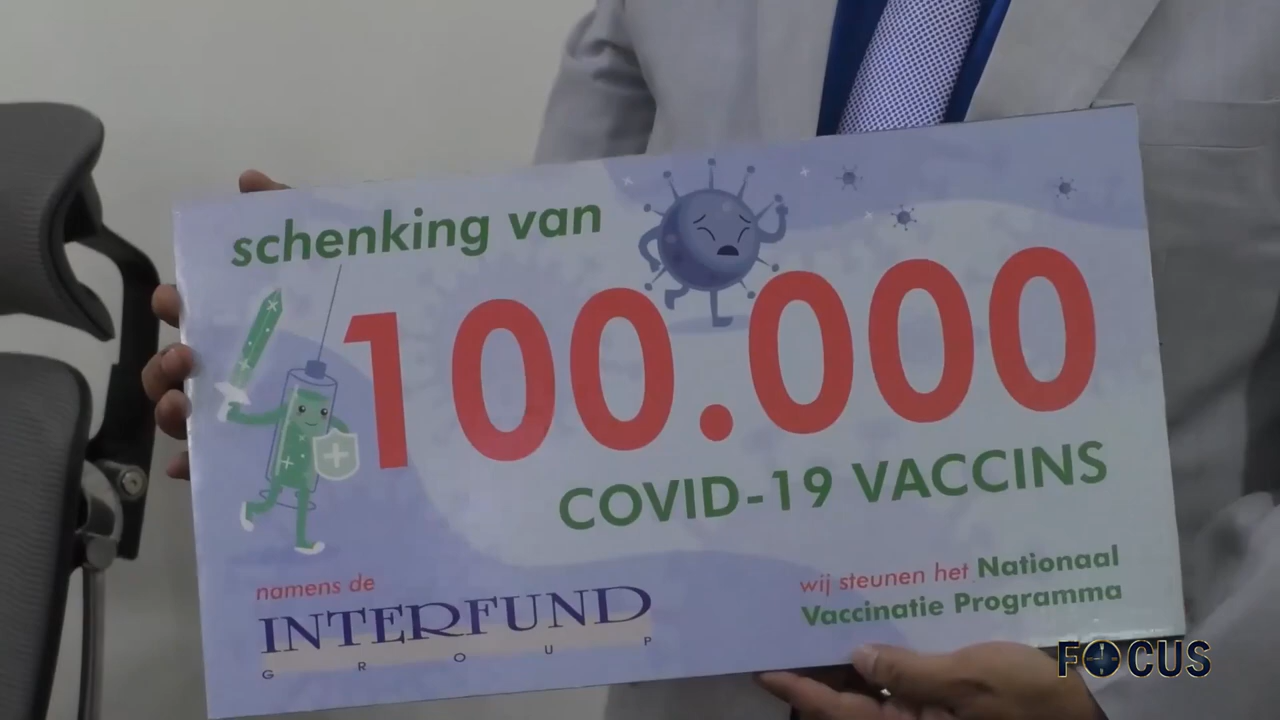 schenking van
100.000
COVID-19 VACCINS
namens de
INTERFUND
GROUP
wij steunen het Nationaal
Vaccinatie Programma
FOCUS